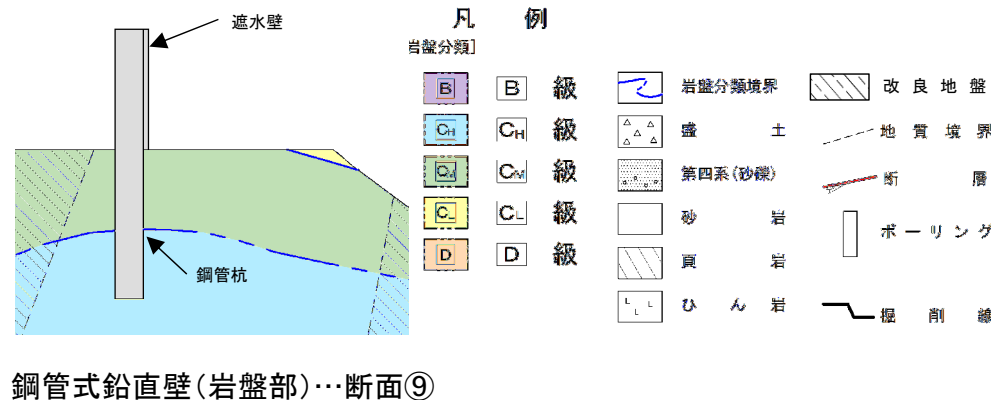 遮水壁
鋼管杭
凡 例
岩盤分類]
B B 級
CH CH 級
CM CM 級
CL CL 級
D D 級
岩盤分類境界
盛 土
第四系(砂礫)
砂 岩
頁 岩
ひ ん 岩
改 良 地 盤
地 質 境 界
断 層
ボ ー リ ン グ
掘 削 線
鋼管式鉛直壁(岩盤部)…断面⑨